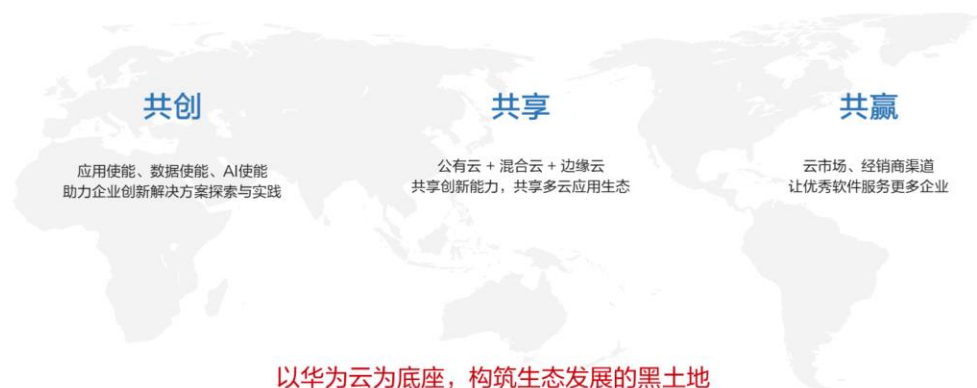 共创
应用使能、数据使能、AI使能
助力企业创新解决方案探索与实践
共享
公有云 + 混合云 + 边缘云
共享创新能力，共享多云应用生态
共赢
云市场、经销商渠道
让优秀软件服务更多企业
以华为云为底座，构筑生态发展的黑土地